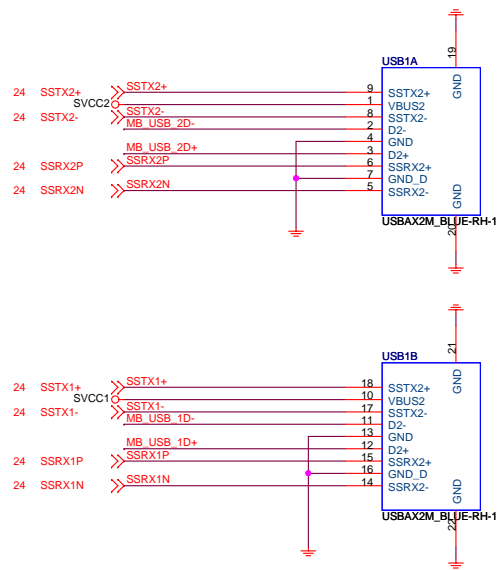 19
USB1A
GND
24 SSTX2+ SSTX2+ 9 SSTX2+
SVCC2 1 VBUS2
24 SSTX2- SSTX2- 8 SSTX2-
MB_USB_2D- 2 D2-
4 GND
MB_USB_2D+ 3 D2+
24 SSRX2P SSRX2P 6 SSRX2+
7 GND_D
24 SSRX2N SSRX2N 5 SSRX2-
GND
USBAX2M_BLUE-RH-1
20
21
USB1B
GND
24 SSTX1+ SSTX1+ 18 SSTX2+
SVCC1 10 VBUS2
24 SSTX1- SSTX1- 17 SSTX2-
MB_USB_1D- 11 D2-
13 GND
MB_USB_1D+ 12 D2+
24 SSRX1P SSRX1P 15 SSRX2+
16 GND_D
24 SSRX1N SSRX1N 14 SSRX2-
GND
USBAX2M_BLUE-RH-1
22